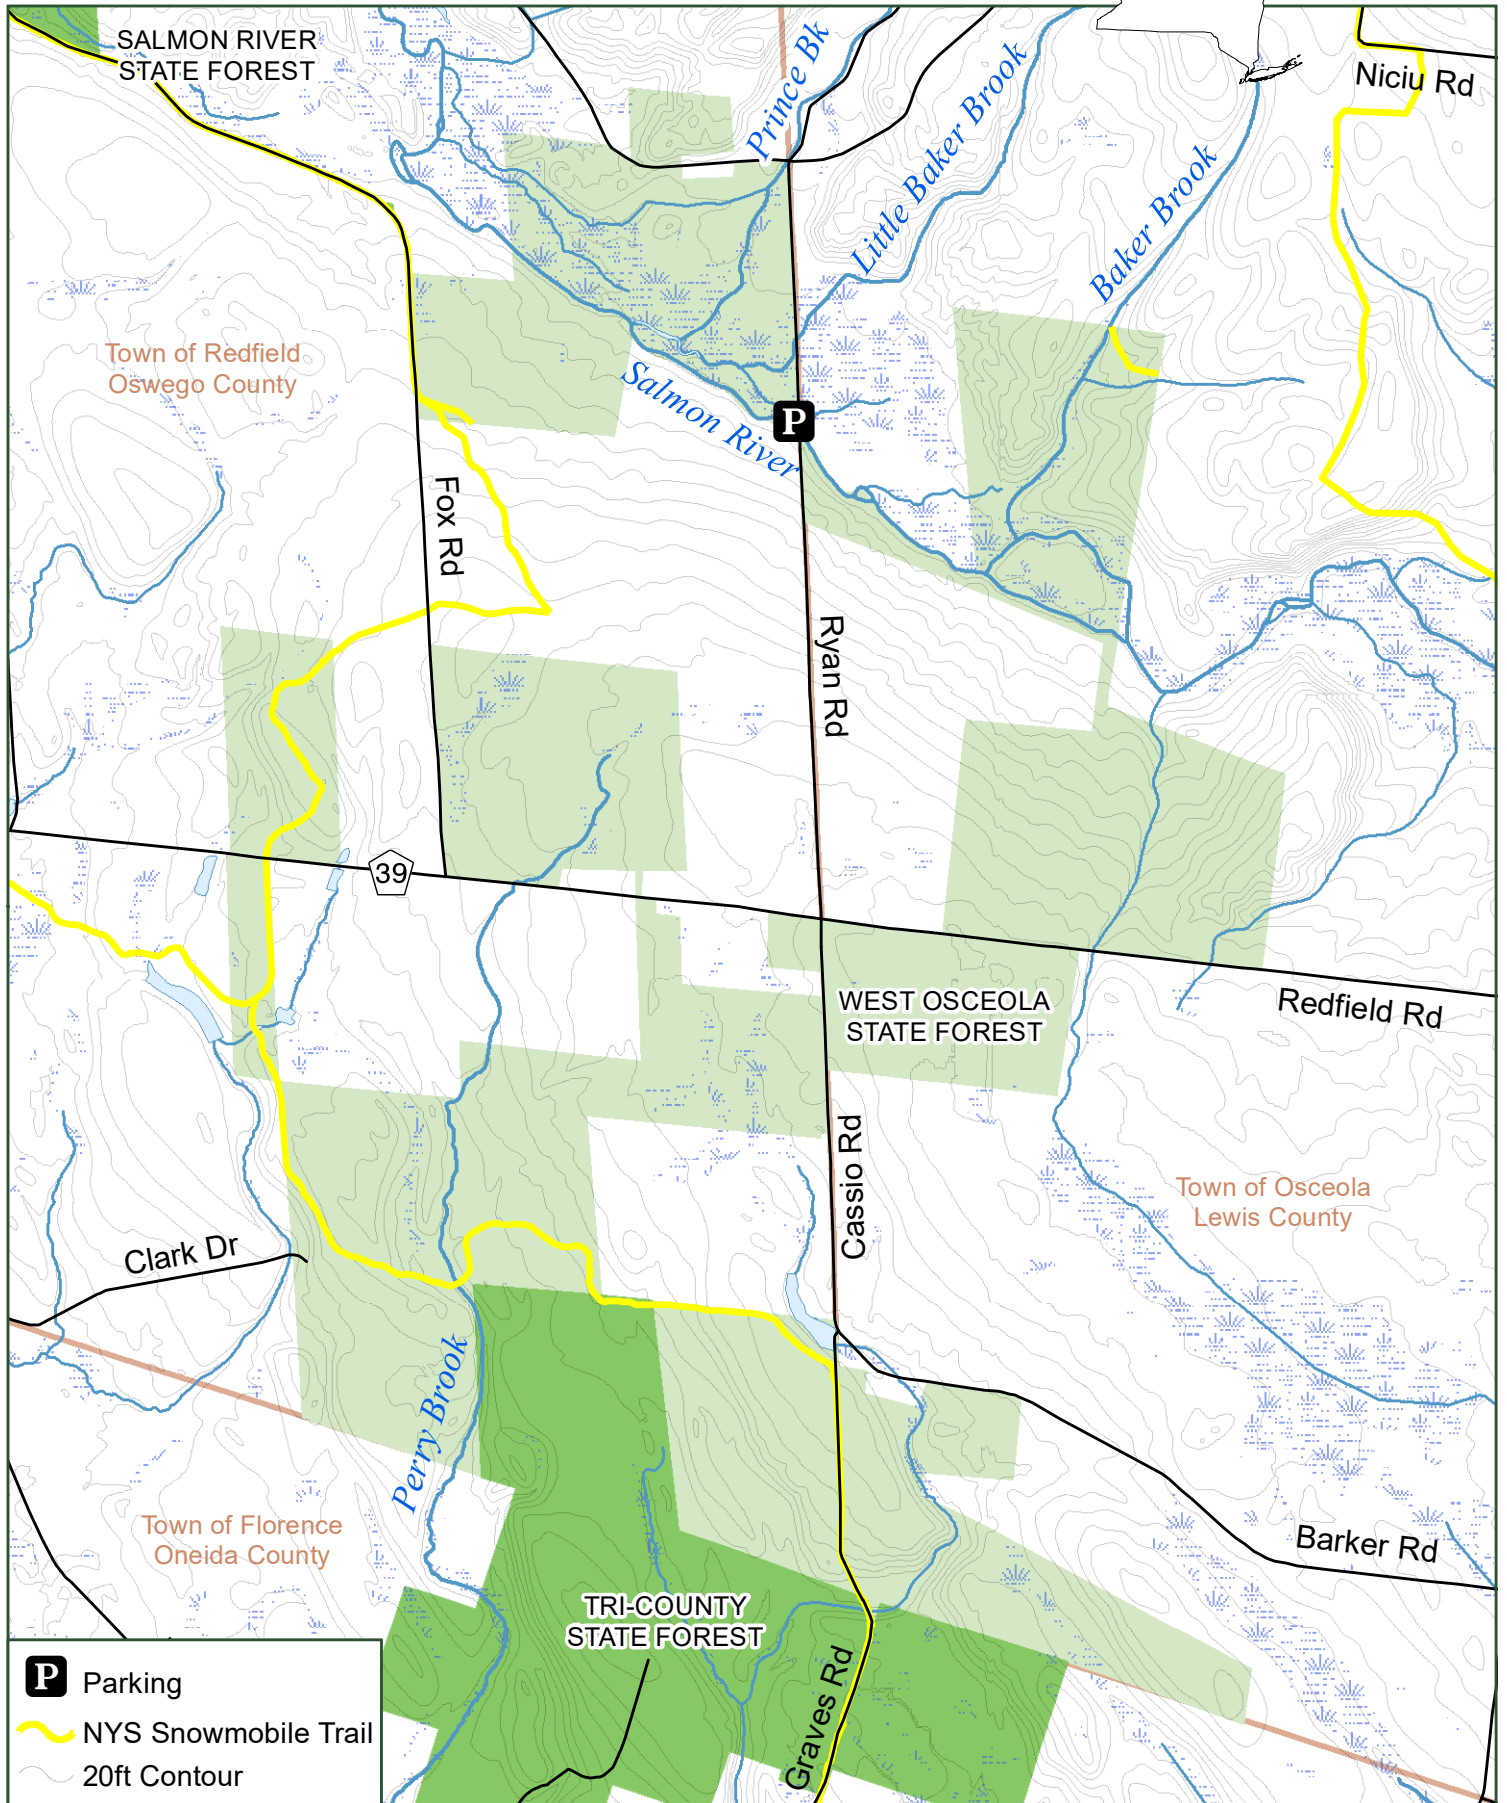 SALMON RIVER
STATE FOREST
Prince Bk
Little Baker Brook
Niciu Rd
Baker Brook
Town of Redfield
Oswego County
Salmon River
P
Fox Rd
Ryan Rd
39
WEST OSCEOLA
STATE FOREST
Redfield Rd
Cassio Rd
Town of Osceola
Lewis County
Clark Dr
Perry Brook
Town of Florence
Oneida County
Barker Rd
TRI-COUNTY
STATE FOREST
Graves Rd
P Parking
NYS Snowmobile Trail
20ft Contour